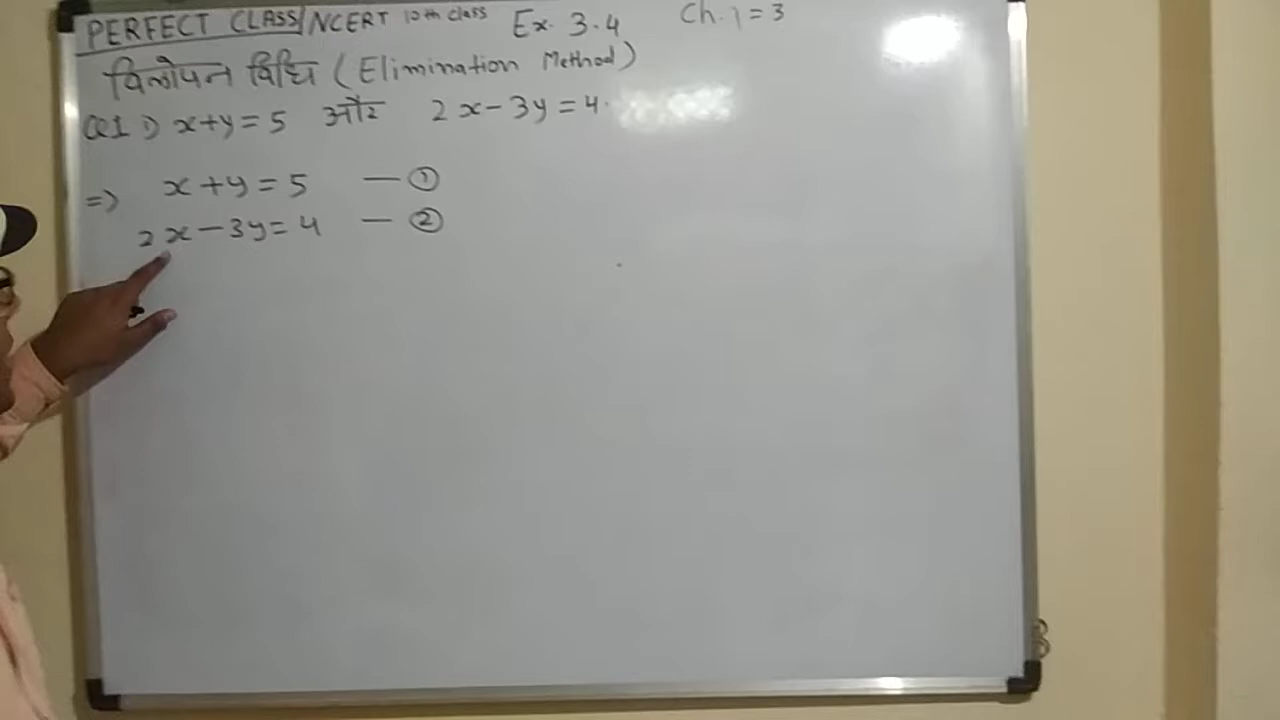 PERFECT CLASS/NCERT 10th class Ex. 3.4 Ch. 1 = 3
विलोपन विधि (Elimination Method)
Q1 i) x+y = 5 और 2x-3y = 4.
=> x+y = 5 — ①
2x-3y = 4 — ②